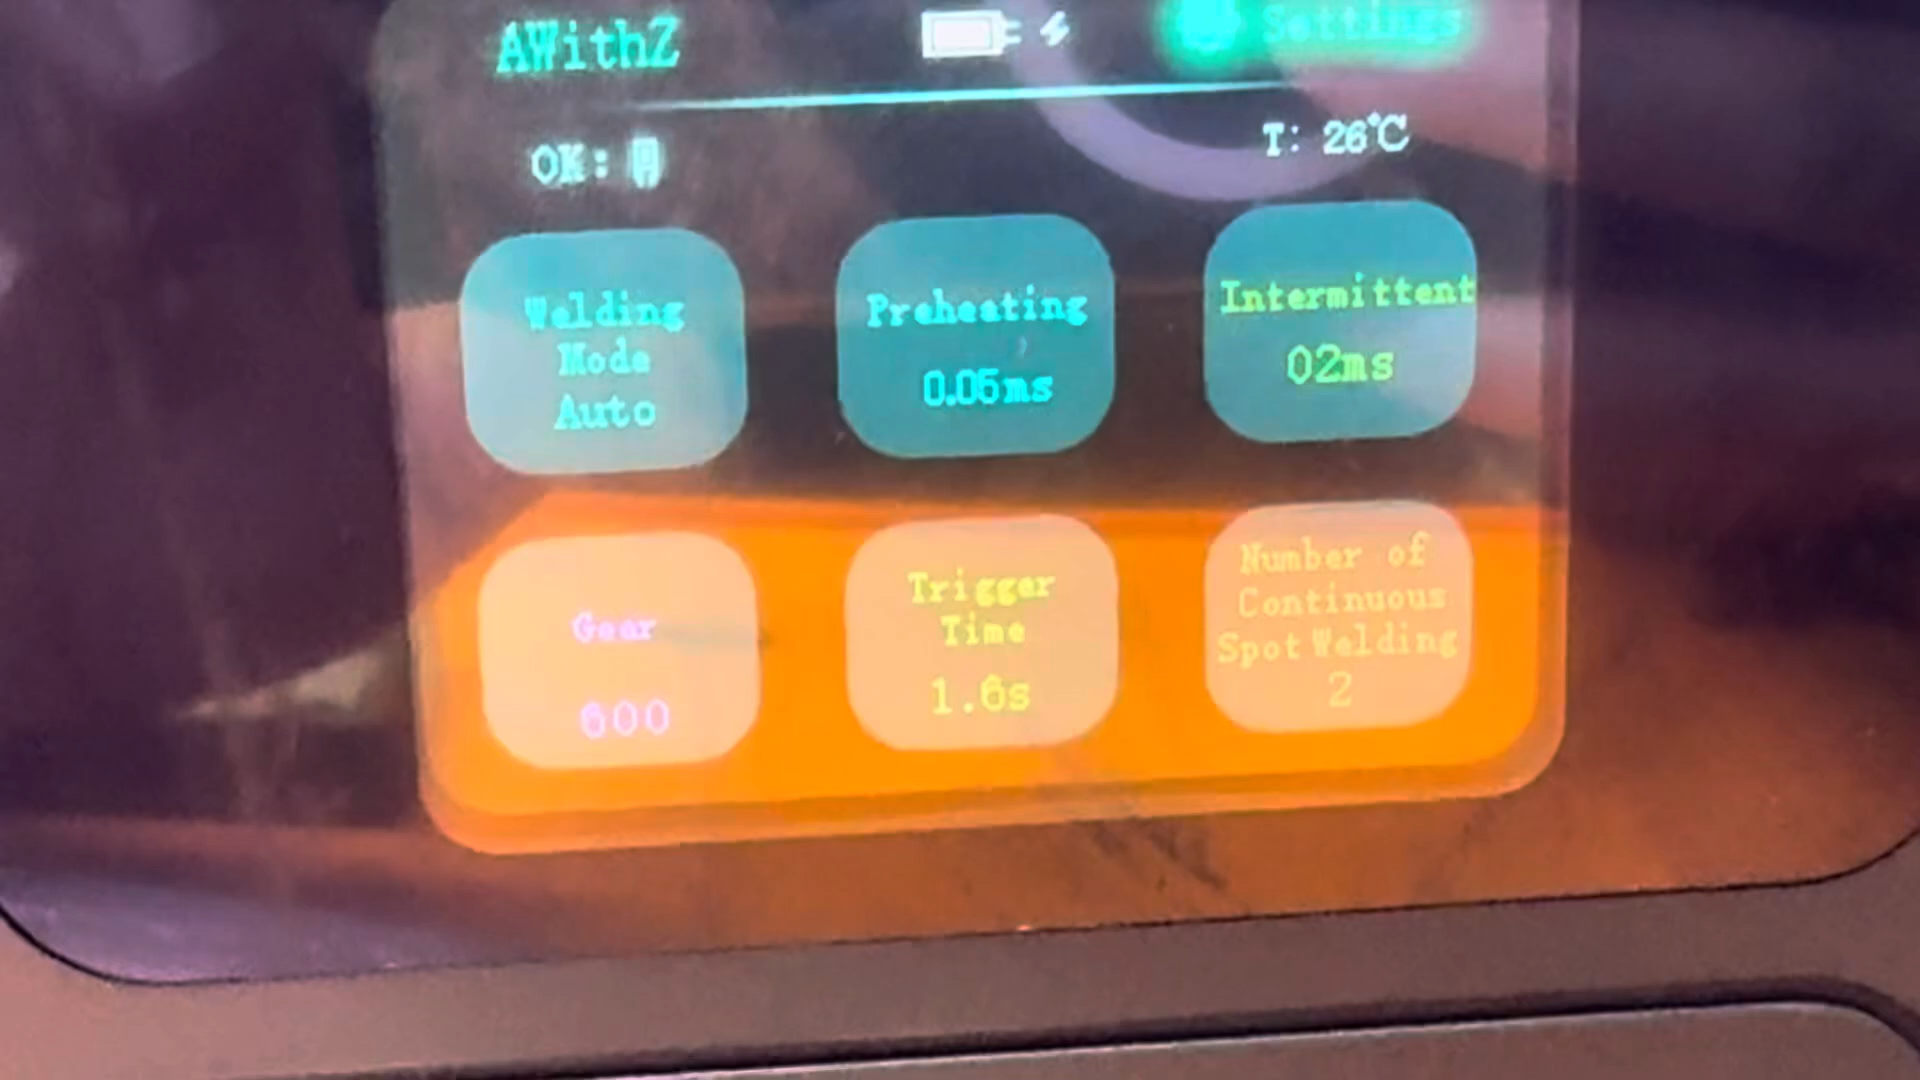 AWithZ Settings
OK: T: 26℃
Welding
Mode
Auto
Preheating
0.05ms
Intermittent
02ms
Gear
600
Trigger
Time
1.6s
Number of
Continuous
Spot Welding
2